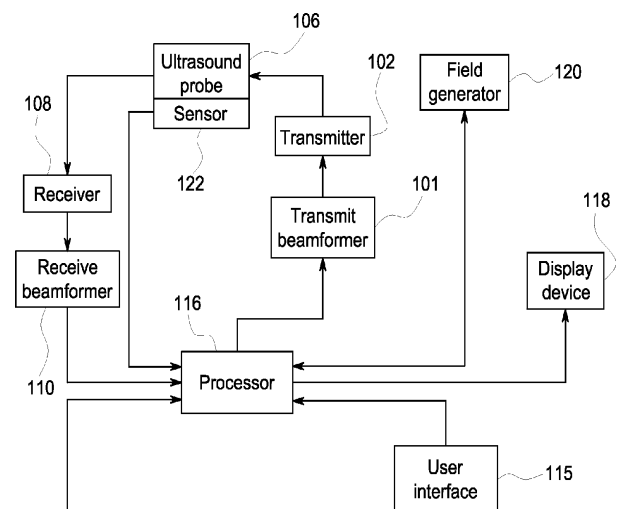 106
Ultrasound
probe
Sensor
122
102
Transmitter
Field
generator
120
108
Receiver
101
Transmit
beamformer
118
Display
device
Receive
beamformer
110
116
Processor
User
interface
115